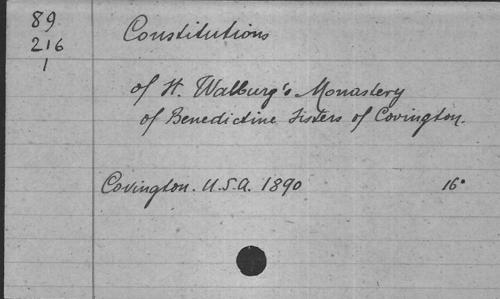 89
216
1
Constitutions
of St. Walburg's Monastery
of Benedictine Sisters of Covington.
Covington. U.S.A. 1890 16°